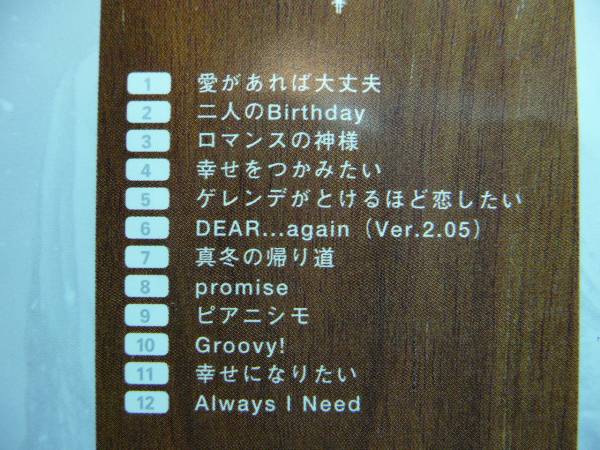 1 愛があれば大丈夫
2 二人のBirthday
3 ロマンスの神様
4 幸せをつかみたい
5 ゲレンデがとけるほど恋したい
6 DEAR...again（Ver.2.05）
7 真冬の帰り道
8 promise
9 ピアニシモ
10 Groovy!
11 幸せになりたい
12 Always I Need